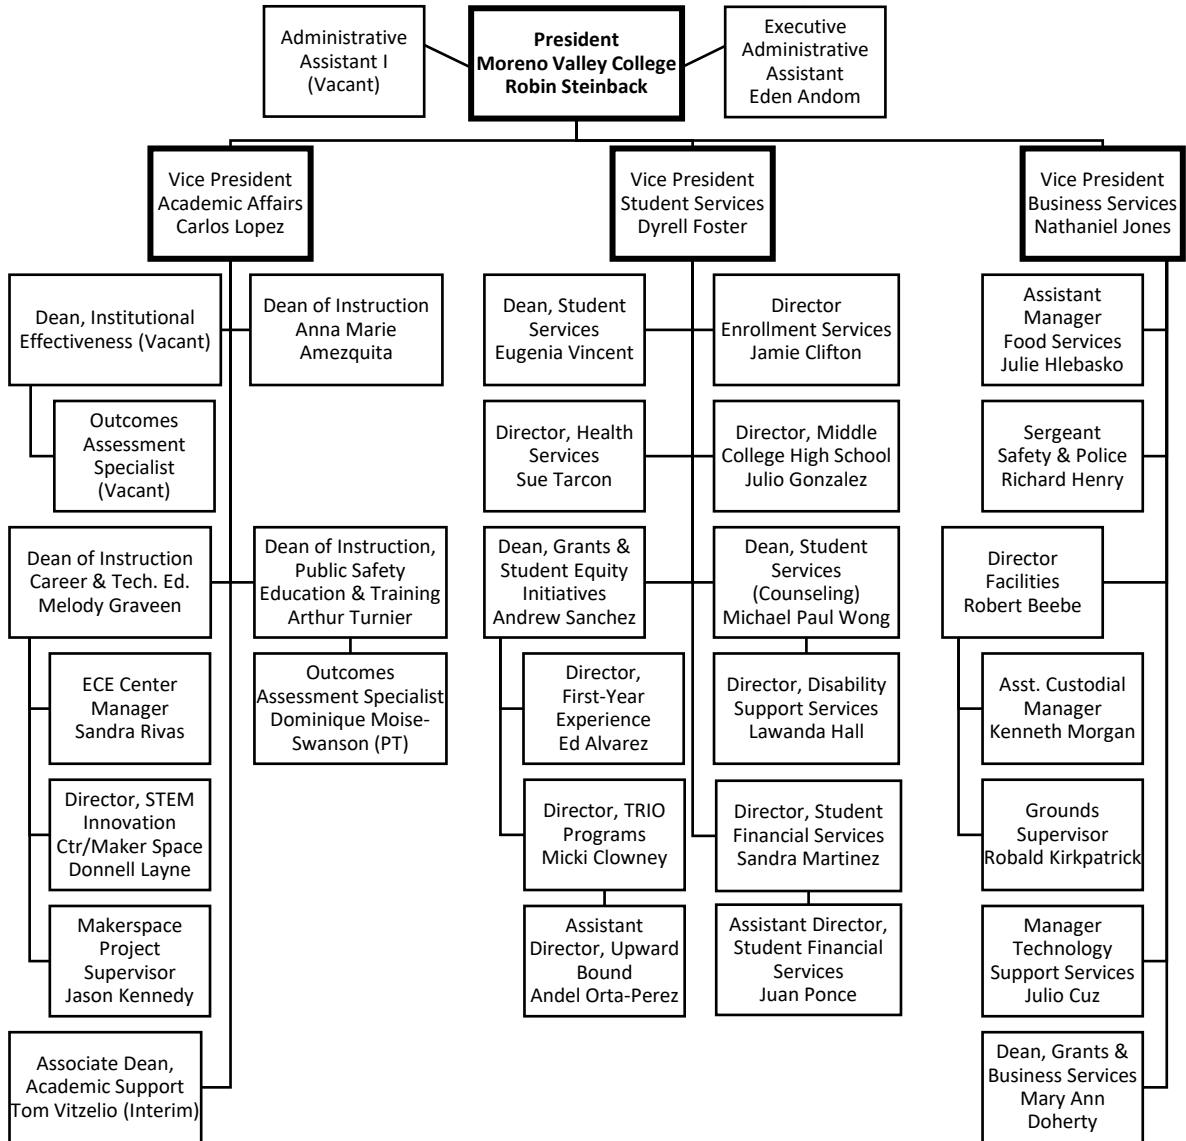 Administrative
Assistant I
(Vacant)
President
Moreno Valley College
Robin Steinback
Executive
Administrative
Assistant
Eden Andom
Vice President
Academic Affairs
Carlos Lopez
Vice President
Student Services
Dyrell Foster
Vice President
Business Services
Nathaniel Jones
Dean, Institutional
Effectiveness (Vacant)
Dean of Instruction
Anna Marie
Amezquita
Dean, Student
Services
Eugenia Vincent
Director
Enrollment Services
Jamie Clifton
Assistant
Manager
Food Services
Julie Hlebasko
Outcomes
Assessment
Specialist
(Vacant)
Director, Health
Services
Sue Tarcon
Director, Middle
College High School
Julio Gonzalez
Sergeant
Safety & Police
Richard Henry
Dean of Instruction
Career & Tech. Ed.
Melody Graveen
Dean of Instruction,
Public Safety
Education & Training
Arthur Turnier
Dean, Grants &
Student Equity
Initiatives
Andrew Sanchez
Dean, Student
Services
(Counseling)
Michael Paul Wong
Director
Facilities
Robert Beebe
ECE Center
Manager
Sandra Rivas
Outcomes
Assessment Specialist
Dominique Moise-
Swanson (PT)
Director,
First-Year
Experience
Ed Alvarez
Director, Disability
Support Services
Lawanda Hall
Asst. Custodial
Manager
Kenneth Morgan
Director, STEM
Innovation
Ctr/Maker Space
Donnell Layne
Director, TRIO
Programs
Micki Clowney
Director, Student
Financial Services
Sandra Martinez
Grounds
Supervisor
Robald Kirkpatrick
Makerspace
Project
Supervisor
Jason Kennedy
Assistant
Director, Upward
Bound
Andel Orta-Perez
Assistant Director,
Student Financial
Services
Juan Ponce
Manager
Technology
Support Services
Julio Cuz
Associate Dean,
Academic Support
Tom Vitzelio (Interim)
Dean, Grants &
Business Services
Mary Ann
Doherty